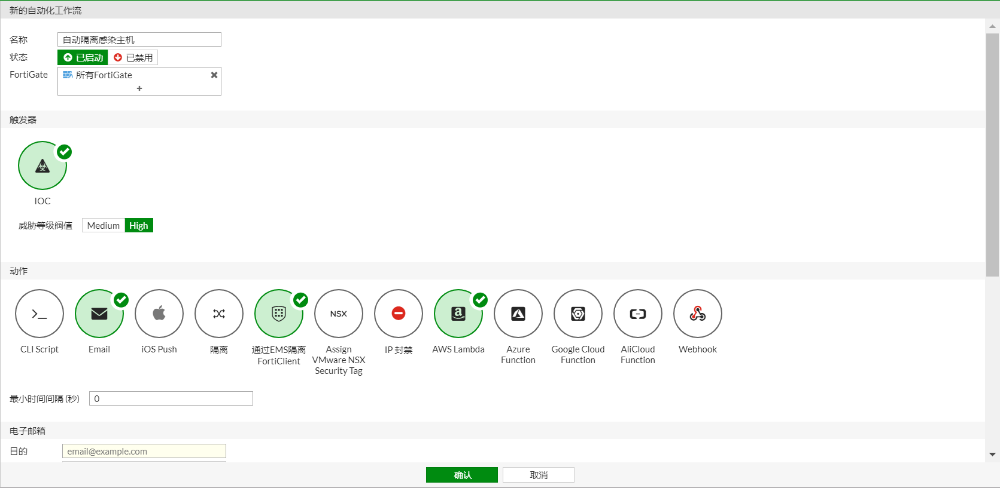 新的自动化工作流
名称 自动隔离感染主机
状态 已启动 已禁用
FortiGate 所有FortiGate
+
触发器
IOC
威胁等级阀值 Medium High
动作
>_ NSX
CLI Script Email iOS Push 隔离 通过EMS隔离 FortiClient Assign VMware NSX Security Tag IP 封禁 AWS Lambda Azure Function Google Cloud Function AliCloud Function Webhook
最小时间间隔 (秒) 0
电子邮箱
目的 email@example.com
确认 取消